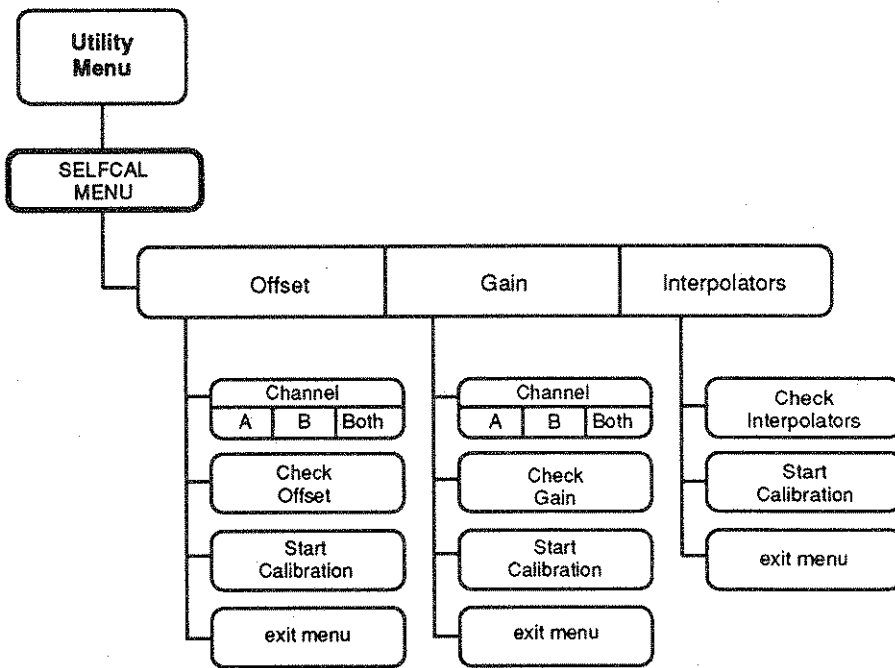 Utility
Menu
SELFCAL
MENU
Offset
Gain
Interpolators
Channel
A
B
Both
Check
Offset
Start
Calibration
exit menu
Channel
A
B
Both
Check
Gain
Start
Calibration
exit menu
Check
Interpolators
Start
Calibration
exit menu